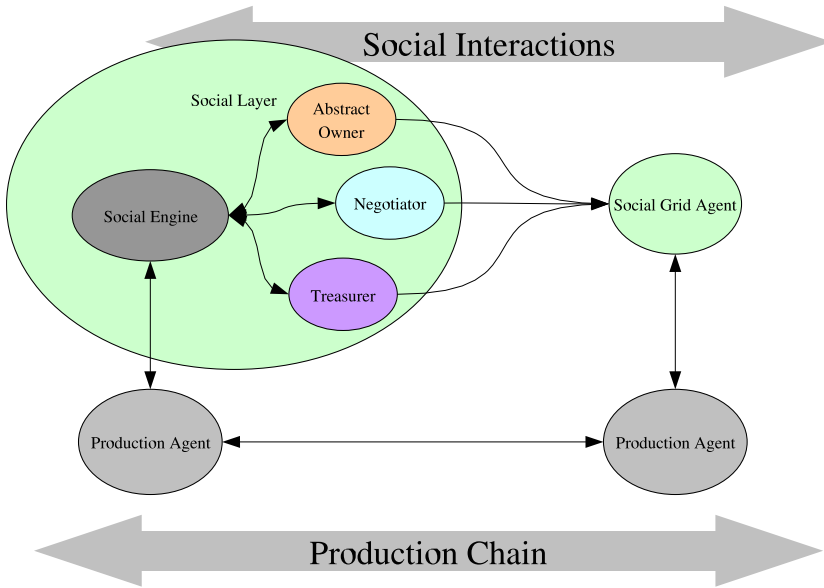 Social Interactions
Social Layer
Abstract
Owner
Social Engine
Negotiator
Social Grid Agent
Treasurer
Production Agent
Production Agent
Production Chain